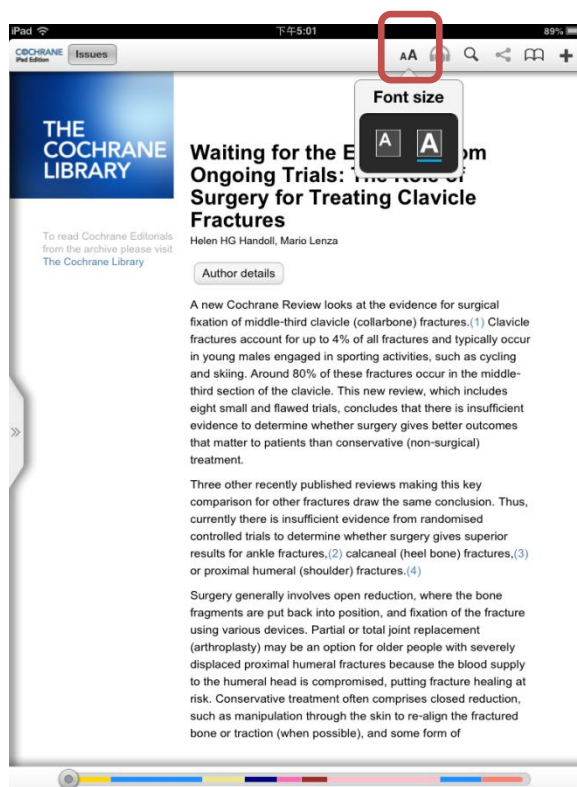 iPad 下午5:01 89%
COCHRANE
iPad Edition
Issues
AA
Font size
A A
THE
COCHRANE
LIBRARY
Waiting for the E om
Ongoing Trials: The Role of
Surgery for Treating Clavicle
Fractures
Helen HG Handoll, Mario Lenza
To read Cochrane Editorials
from the archive please visit
The Cochrane Library
Author details
A new Cochrane Review looks at the evidence for surgical
fixation of middle-third clavicle (collarbone) fractures.(1) Clavicle
fractures account for up to 4% of all fractures and typically occur
in young males engaged in sporting activities, such as cycling
and skiing. Around 80% of these fractures occur in the middle-
third section of the clavicle. This new review, which includes
eight small and flawed trials, concludes that there is insufficient
evidence to determine whether surgery gives better outcomes
that matter to patients than conservative (non-surgical)
treatment.
Three other recently published reviews making this key
comparison for other fractures draw the same conclusion. Thus,
currently there is insufficient evidence from randomised
controlled trials to determine whether surgery gives superior
results for ankle fractures,(2) calcaneal (heel bone) fractures,(3)
or proximal humeral (shoulder) fractures.(4)
Surgery generally involves open reduction, where the bone
fragments are put back into position, and fixation of the fracture
using various devices. Partial or total joint replacement
(arthroplasty) may be an option for older people with severely
displaced proximal humeral fractures because the blood supply
to the humeral head is compromised, putting fracture healing at
risk. Conservative treatment often comprises closed reduction,
such as manipulation through the skin to re-align the fractured
bone or traction (when possible), and some form of